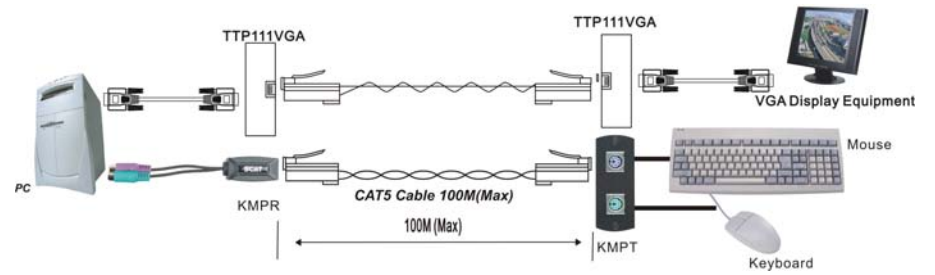 TTP111VGA
TTP111VGA
VGA Display Equipment
Mouse
PC
CAT5 Cable 100M(Max)
KMPR
100M (Max)
KMPT
Keyboard